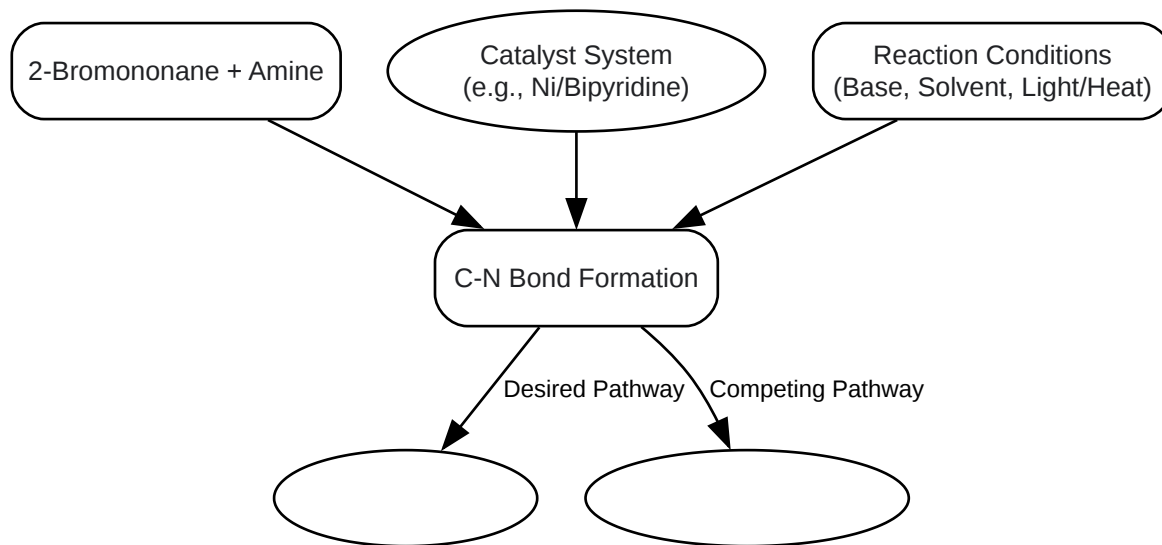 2-Bromononane + Amine
Catalyst System
(e.g., Ni/Bipyridine)
Reaction Conditions
(Base, Solvent, Light/Heat)
C-N Bond Formation
Desired Pathway
Competing Pathway